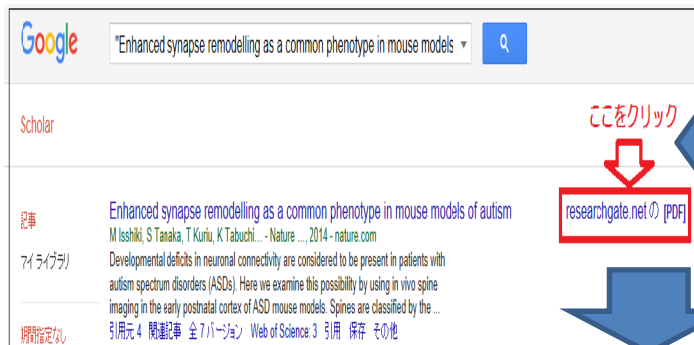 Google
"Enhanced synapse remodelling as a common phenotype in mouse models
Scholar
ここをクリック
記事
Enhanced synapse remodelling as a common phenotype in mouse models of autism
researchgate.net の [PDF]
M Isshiki, S Tanaka, T Kuriu, K Tabuchi... - Nature ..., 2014 - nature.com
マイ ライブラリ
Developmental deficits in neuronal connectivity are considered to be present in patients with
autism spectrum disorders (ASDs). Here we examine this possibility by using in vivo spine
imaging in the early postnatal cortex of ASD mouse models. Spines are classified by the ...
期間指定なし
引用元 4 関連記事 全 7 バージョン Web of Science: 3 引用 保存 その他